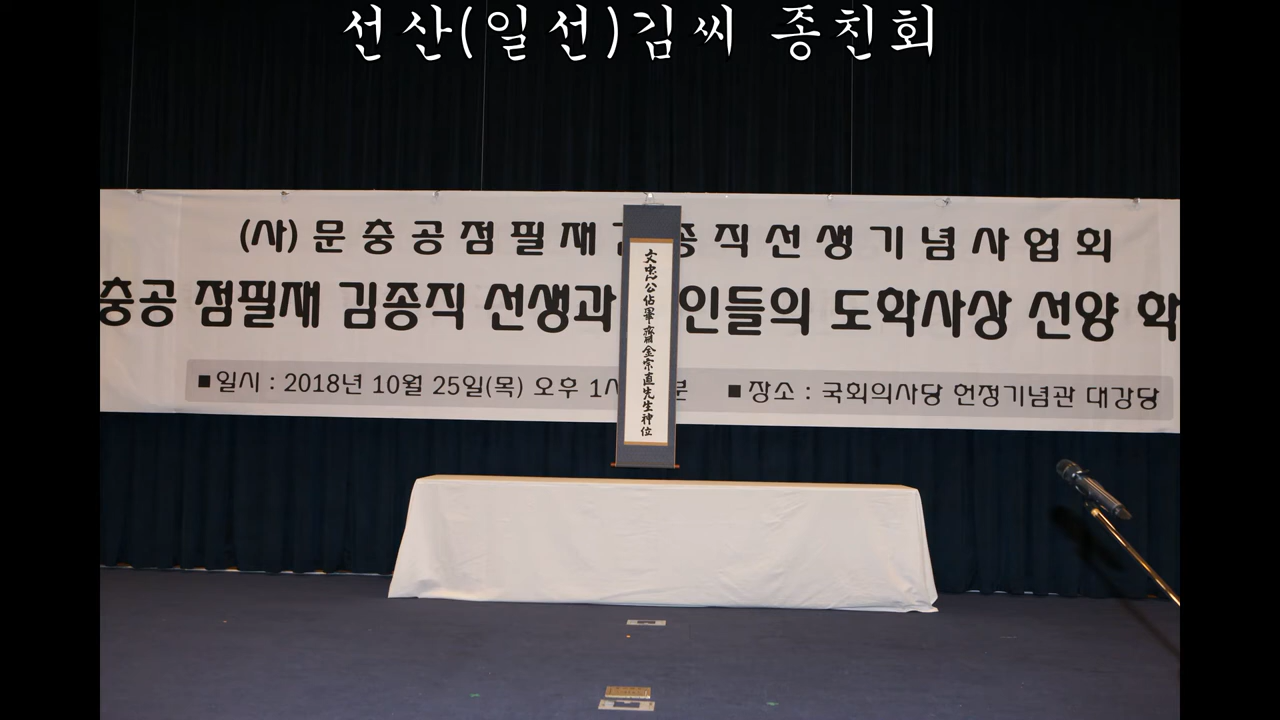 선산(일선)김씨 종친회
(사)문충공점필재 종직선생기념사업회
충공 점필재 김종직 선생과 인들의 도학사상 선양 학
■일시 : 2018년 10월 25일(목) 오후 1시 분 ■장소 : 국회의사당 헌정기념관 대강당
文忠公佔畢齋金宗直先生神位